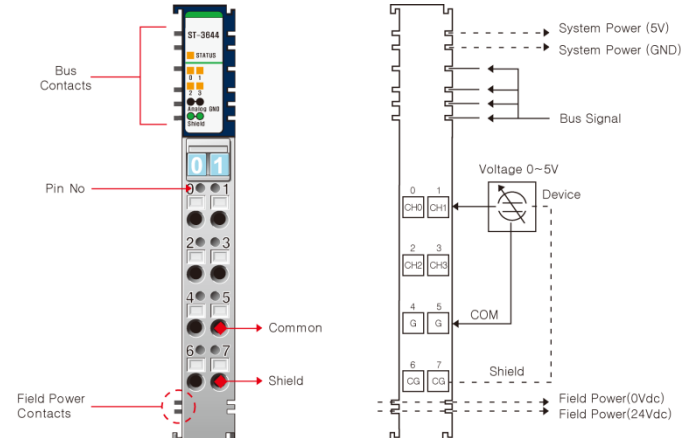 ST-3644
STATUS
0 1
2 3
Analog GND
Shield
Bus
Contacts
01
Pin No
0 1
2 3
4 5
Common
6 7
Shield
Field Power
Contacts
System Power (5V)
System Power (GND)
Bus Signal
Voltage 0~5V
Device
0 1
CH0 CH1
2 3
CH2 CH3
4 5
G G
COM
6 7
CG CG
Shield
Field Power(0Vdc)
Field Power(24Vdc)